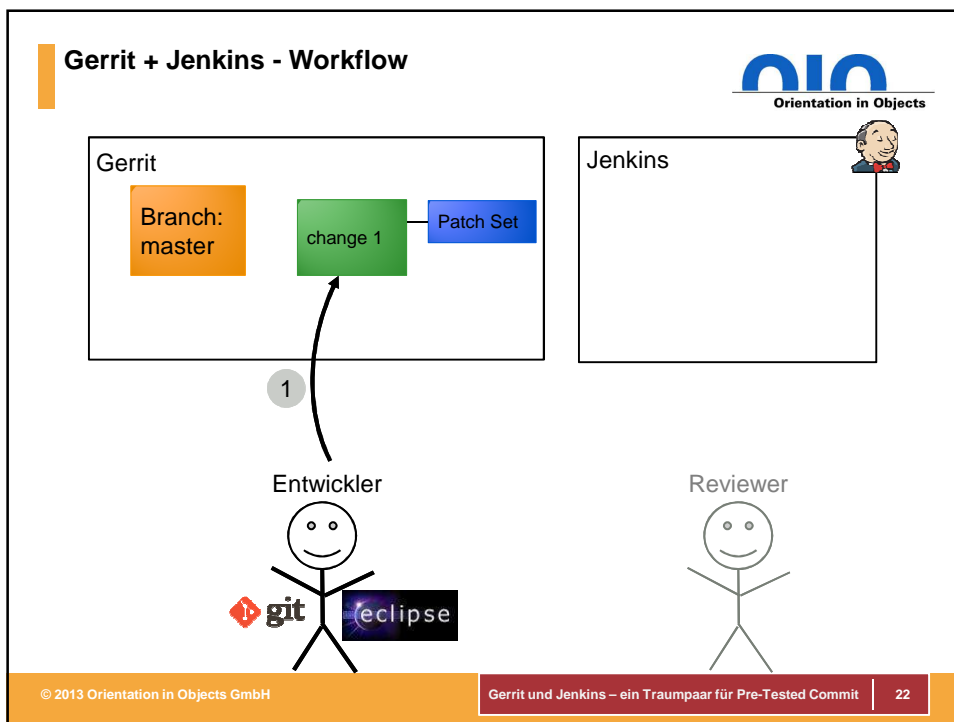 Gerrit + Jenkins - Workflow
OIO
Orientation in Objects
Gerrit
Jenkins
Branch:
master
change 1
Patch Set
1
Entwickler
Reviewer
git
eclipse
© 2013 Orientation in Objects GmbH
Gerrit und Jenkins – ein Traumpaar für Pre-Tested Commit
22